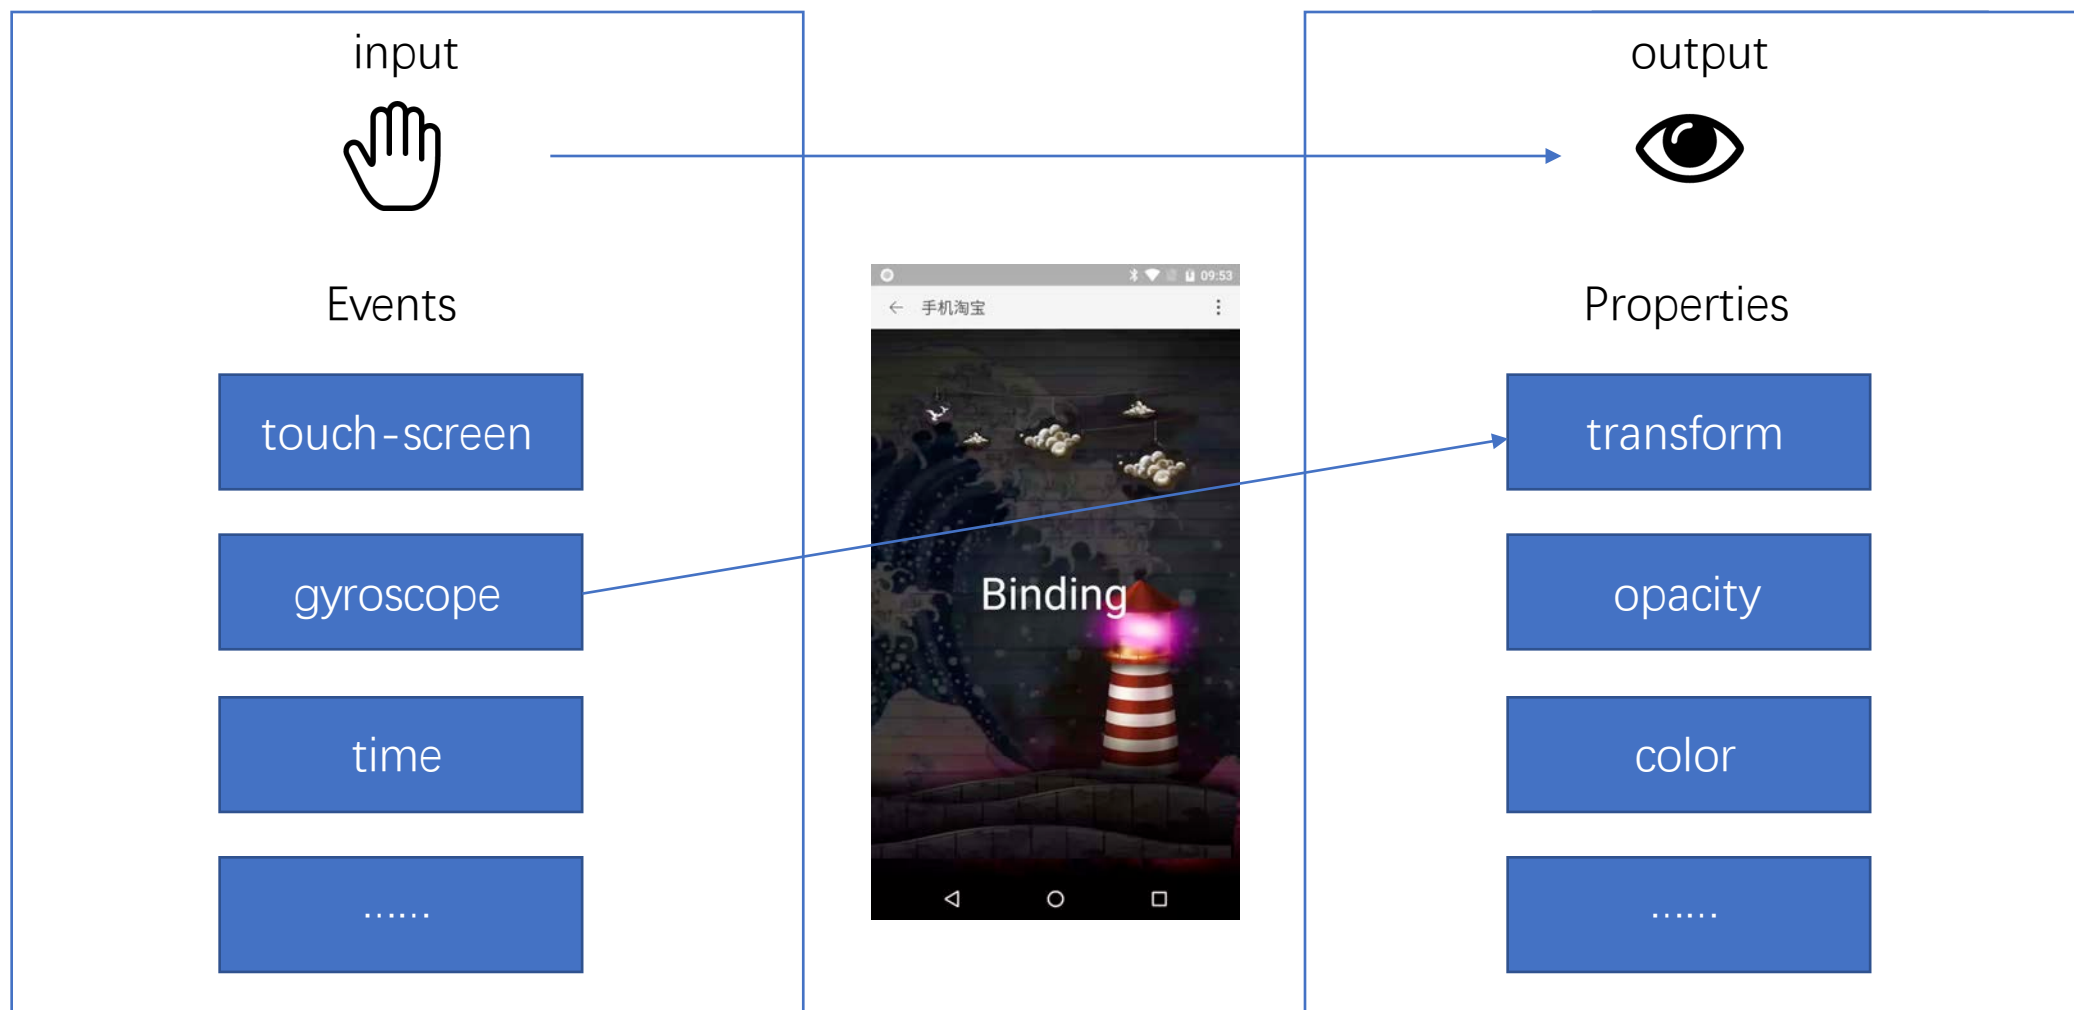 input
output
Events
Properties
09:53
手机淘宝
touch-screen
transform
gyroscope
opacity
Binding
time
color
......
......